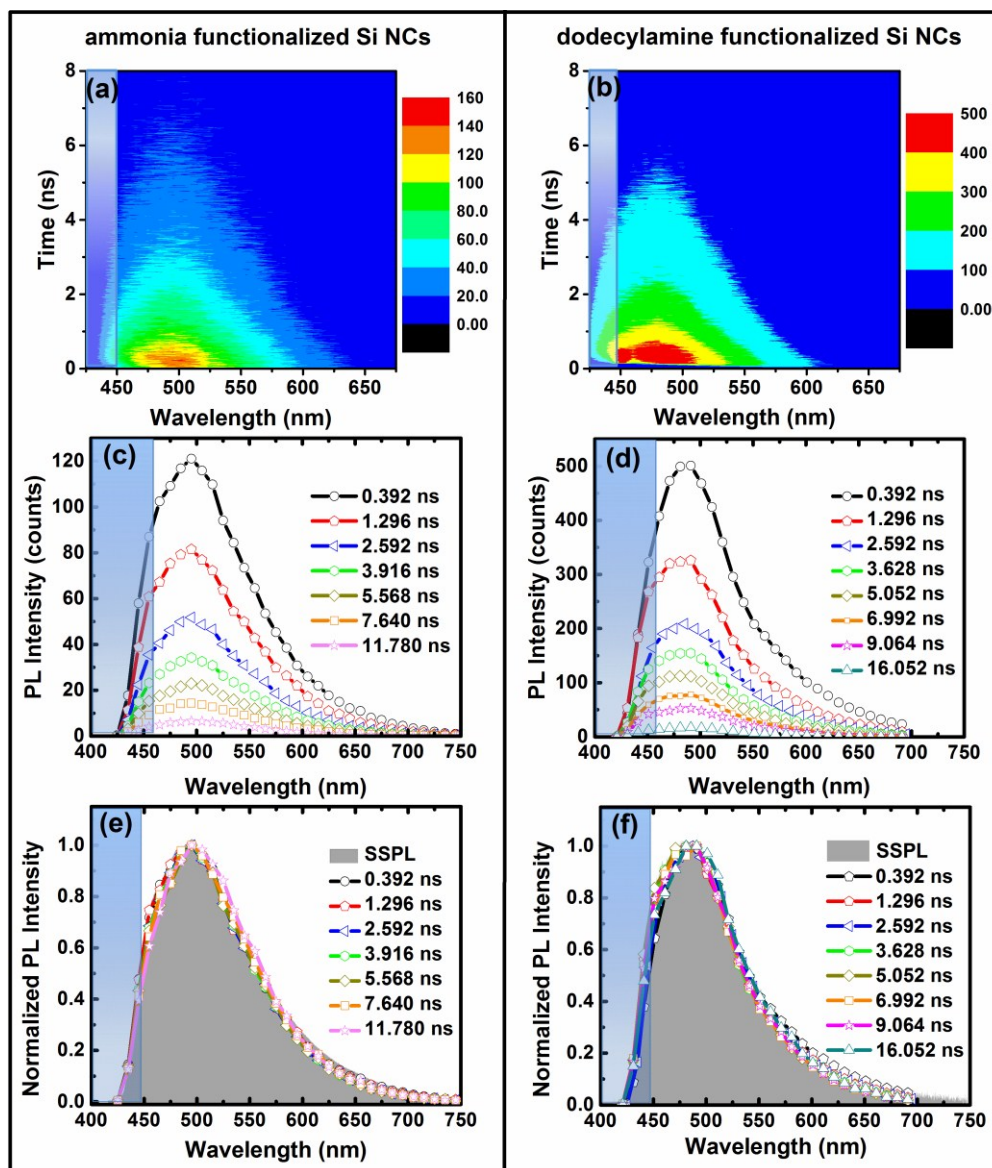 ammonia functionalized Si NCs
dodecylamine functionalized Si NCs
(a)
8
6
4
2
0
Time (ns)
450 500 550 600 650
Wavelength (nm)
160
140
120
100
80.0
60.0
40.0
20.0
0.00
(b)
8
6
4
2
0
Time (ns)
450 500 550 600 650
Wavelength (nm)
500
400
300
200
100
0.00
(c)
120
100
80
60
40
20
0
PL Intensity (counts)
0.392 ns
1.296 ns
2.592 ns
3.916 ns
5.568 ns
7.640 ns
11.780 ns
400 450 500 550 600 650 700 750
Wavelength (nm)
(d)
500
400
300
200
100
0
PL Intensity (counts)
0.392 ns
1.296 ns
2.592 ns
3.628 ns
5.052 ns
6.992 ns
9.064 ns
16.052 ns
400 450 500 550 600 650 700 750
Wavelength (nm)
(e)
1.0
0.8
0.6
0.4
0.2
0.0
Normalized PL Intensity
SSPL
0.392 ns
1.296 ns
2.592 ns
3.916 ns
5.568 ns
7.640 ns
11.780 ns
400 450 500 550 600 650 700 750
Wavelength (nm)
(f)
1.0
0.8
0.6
0.4
0.2
0.0
Normalized PL Intensity
SSPL
0.392 ns
1.296 ns
2.592 ns
3.628 ns
5.052 ns
6.992 ns
9.064 ns
16.052 ns
400 450 500 550 600 650 700 750
Wavelength (nm)